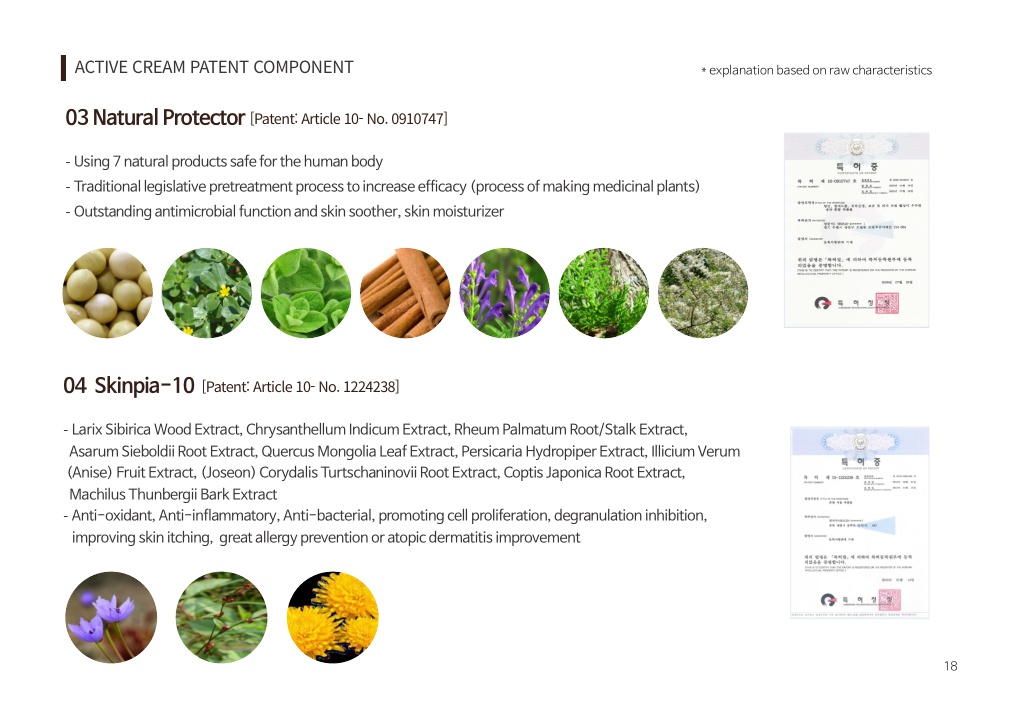 ACTIVE CREAM PATENT COMPONENT
* explanation based on raw characteristics
03 Natural Protector [Patent: Article 10- No. 0910747]
- Using 7 natural products safe for the human body
- Traditional legislative pretreatment process to increase efficacy (process of making medicinal plants)
- Outstanding antimicrobial function and skin soother, skin moisturizer
특 허 증
특 허 청
04 Skinpia-10 [Patent: Article 10- No. 1224238]
- Larix Sibirica Wood Extract, Chrysanthellum Indicum Extract, Rheum Palmatum Root/Stalk Extract,
Asarum Sieboldii Root Extract, Quercus Mongolia Leaf Extract, Persicaria Hydropiper Extract, Illicium Verum
(Anise) Fruit Extract, (Joseon) Corydalis Turtschaninovii Root Extract, Coptis Japonica Root Extract,
Machilus Thunbergii Bark Extract
- Anti-oxidant, Anti-inflammatory, Anti-bacterial, promoting cell proliferation, degranulation inhibition,
improving skin itching, great allergy prevention or atopic dermatitis improvement
특 허 증
특 허 청
18